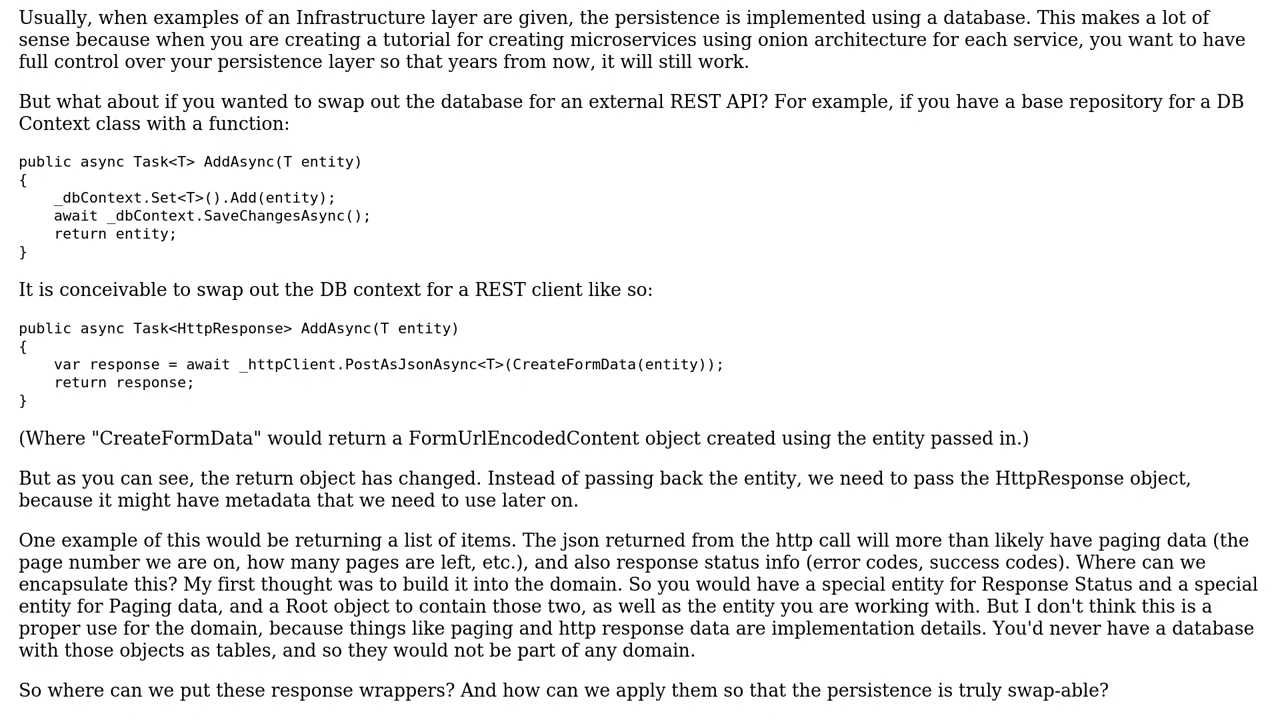 Usually, when examples of an Infrastructure layer are given, the persistence is implemented using a database. This makes a lot of
sense because when you are creating a tutorial for creating microservices using onion architecture for each service, you want to have
full control over your persistence layer so that years from now, it will still work.
But what about if you wanted to swap out the database for an external REST API? For example, if you have a base repository for a DB
Context class with a function:
public async Task<T> AddAsync(T entity)
{
    _dbContext.Set<T>().Add(entity);
    await _dbContext.SaveChangesAsync();
    return entity;
}
It is conceivable to swap out the DB context for a REST client like so:
public async Task<HttpResponse> AddAsync(T entity)
{
    var response = await _httpClient.PostAsJsonAsync<T>(CreateFormData(entity));
    return response;
}
(Where "CreateFormData" would return a FormUrlEncodedContent object created using the entity passed in.)
But as you can see, the return object has changed. Instead of passing back the entity, we need to pass the HttpResponse object,
because it might have metadata that we need to use later on.
One example of this would be returning a list of items. The json returned from the http call will more than likely have paging data (the
page number we are on, how many pages are left, etc.), and also response status info (error codes, success codes). Where can we
encapsulate this? My first thought was to build it into the domain. So you would have a special entity for Response Status and a special
entity for Paging data, and a Root object to contain those two, as well as the entity you are working with. But I don't think this is a
proper use for the domain, because things like paging and http response data are implementation details. You'd never have a database
with those objects as tables, and so they would not be part of any domain.
So where can we put these response wrappers? And how can we apply them so that the persistence is truly swap-able?